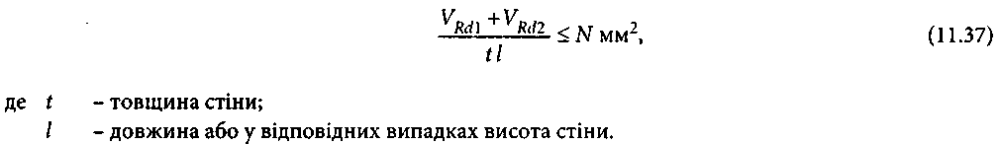 (V_Rd1 + V_Rd2) / (t l) ≤ N мм², (11.37)
де t – товщина стіни;
l – довжина або у відповідних випадках висота стіни.